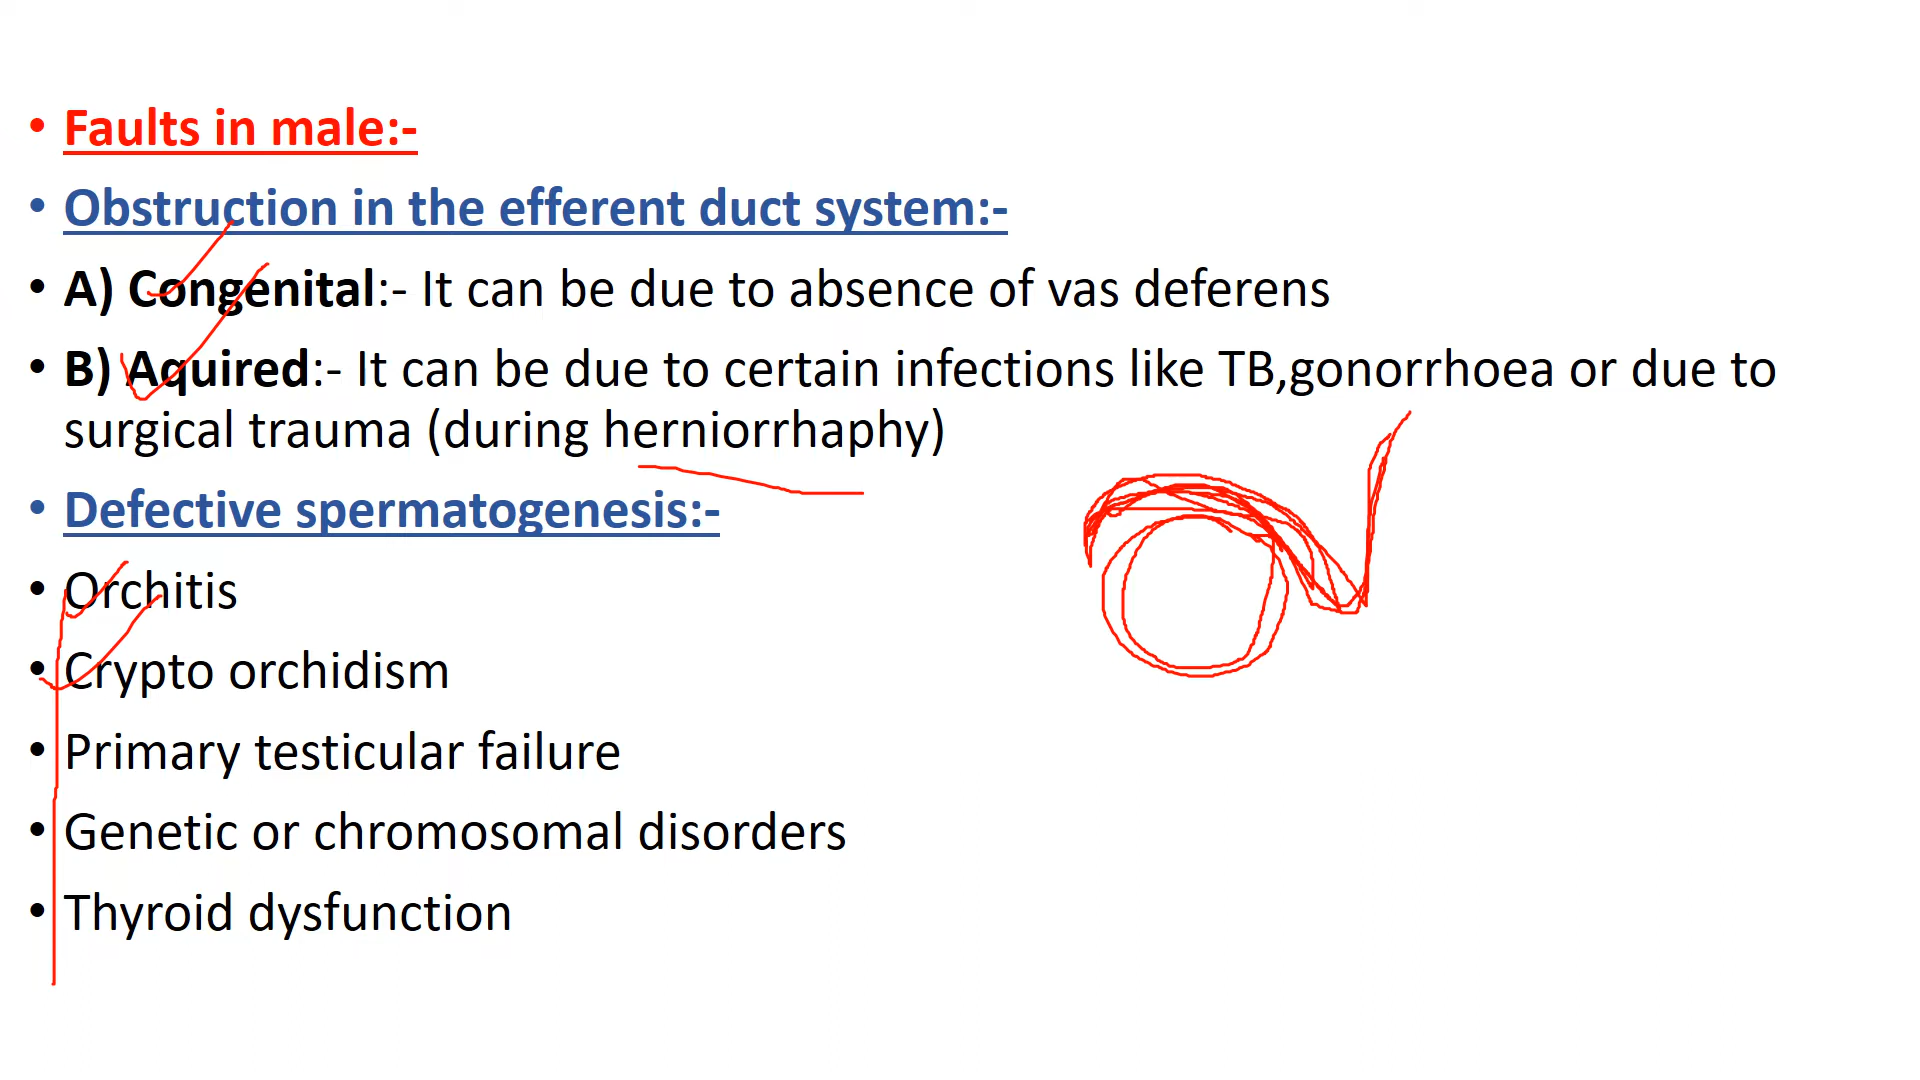 • Faults in male:-
• Obstruction in the efferent duct system:-
• A) Congenital:- It can be due to absence of vas deferens
• B) Aquired:- It can be due to certain infections like TB,gonorrhoea or due to
surgical trauma (during herniorrhaphy)
• Defective spermatogenesis:-
• Orchitis
• Crypto orchidism
• Primary testicular failure
• Genetic or chromosomal disorders
• Thyroid dysfunction